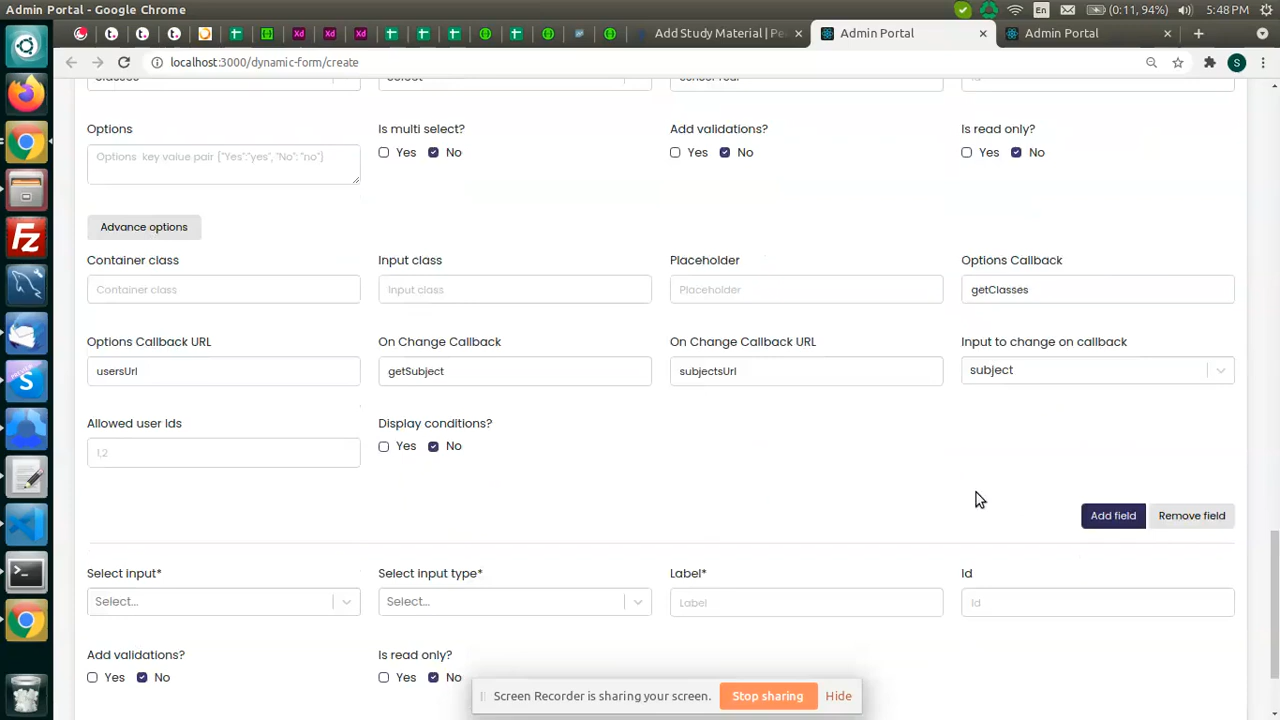 Admin Portal - Google Chrome
En
(0:11, 94%)
5:48 PM
Add Study Material | Pe
Admin Portal
Admin Portal
localhost:3000/dynamic-form/create
S
Options
Is multi select?
Add validations?
Is read only?
Options key value pair {"Yes":"yes", "No": "no"}
Yes
No
Yes
No
Yes
No
Advance options
Container class
Input class
Placeholder
Options Callback
Container class
Input class
Placeholder
getClasses
Options Callback URL
On Change Callback
On Change Callback URL
Input to change on callback
usersUrl
getSubject
subjectsUrl
subject
Allowed user Ids
Display conditions?
1,2
Yes
No
Add field
Remove field
Select input*
Select input type*
Label*
Id
Select...
Select...
Label
Id
Add validations?
Is read only?
Yes
No
Yes
No
Screen Recorder is sharing your screen.
Stop sharing
Hide